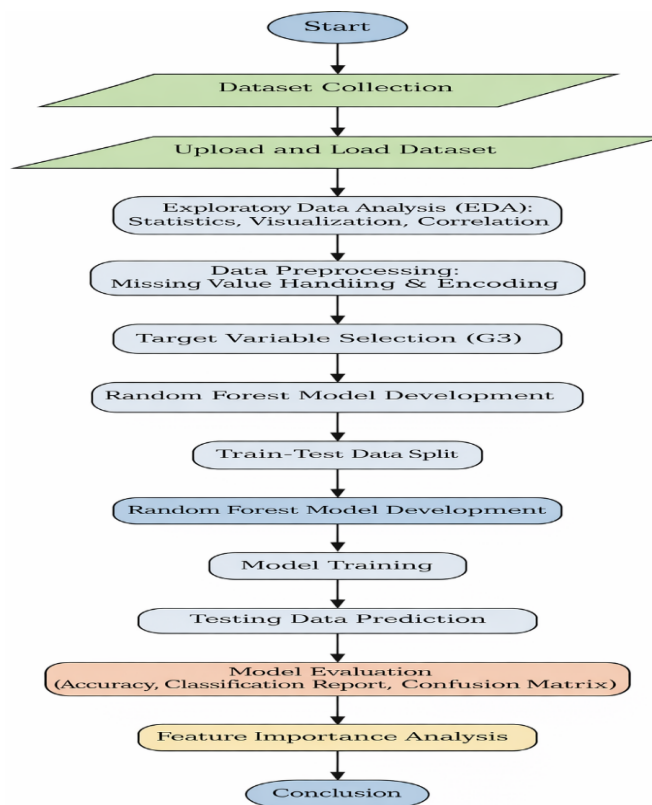 Start
Dataset Collection
Upload and Load Dataset
Exploratory Data Analysis (EDA):
Statistics, Visualization, Correlation
Data Preprocessing:
Missing Value Handiing & Encoding
Target Variable Selection (G3)
Random Forest Model Development
Train-Test Data Split
Random Forest Model Development
Model Training
Testing Data Prediction
Model Evaluation
(Accuracy, Classification Report, Confusion Matrix)
Feature Importance Analysis
Conclusion